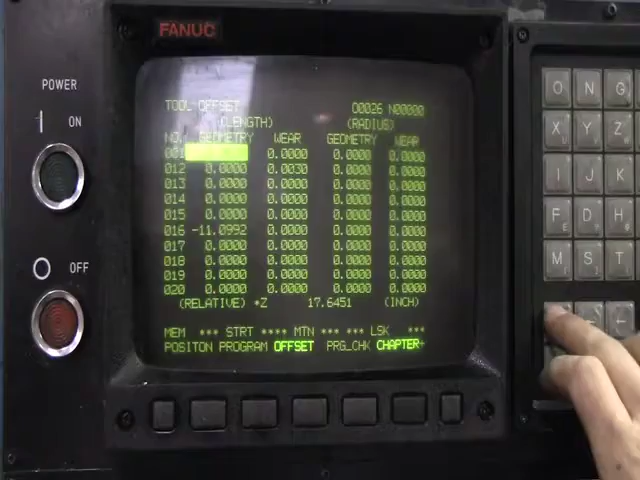 FANUC
POWER
ON
OFF
TOOL OFFSET O0026 N00000
(LENGTH) (RADIUS)
NO. GEOMETRY WEAR GEOMETRY WEAR
0.0000 0.0000 0.0000
012 0.0000 0.0030 0.0000 0.0000
013 0.0000 0.0000 0.0000 0.0000
014 0.0000 0.0000 0.0000 0.0000
015 0.0000 0.0000 0.0000 0.0000
016 -11.0992 0.0000 0.0000 0.0000
017 0.0000 0.0000 0.0000 0.0000
018 0.0000 0.0000 0.0000 0.0000
019 0.0000 0.0000 0.0000 0.0000
020 0.0000 0.0000 0.0000 0.0000
(RELATIVE) +Z 17.6451 (INCH)
MEM *** STRT **** MTN *** *** LSK ***
POSITON PROGRAM OFFSET PRG_CHK CHAPTER+
O N G
X Y Z
I J K
F D H
M S T